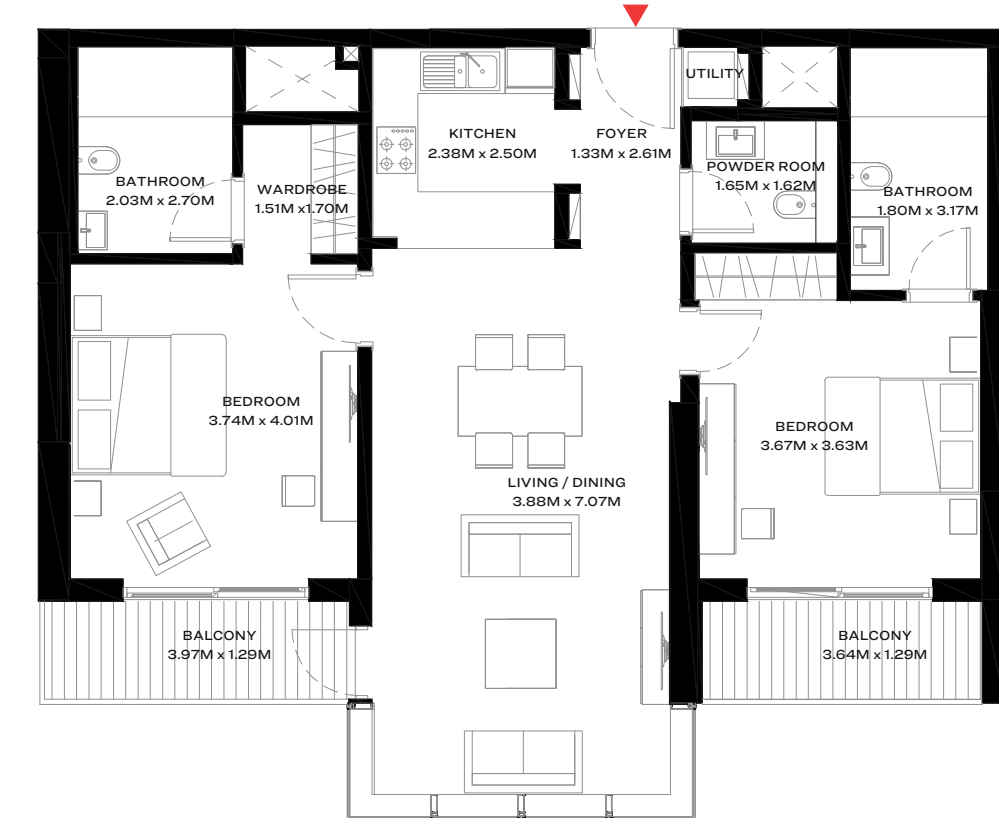 UTILITY
KITCHEN
2.38M x 2.50M
FOYER
1.33M x 2.61M
POWDER ROOM
1.65M x 1.62M
BATHROOM
2.03M x 2.70M
WARDROBE
1.51M x1.70M
BATHROOM
1.80M x 3.17M
BEDROOM
3.74M x 4.01M
BEDROOM
3.67M x 3.63M
LIVING / DINING
3.88M x 7.07M
BALCONY
3.97M x 1.29M
BALCONY
3.64M x 1.29M